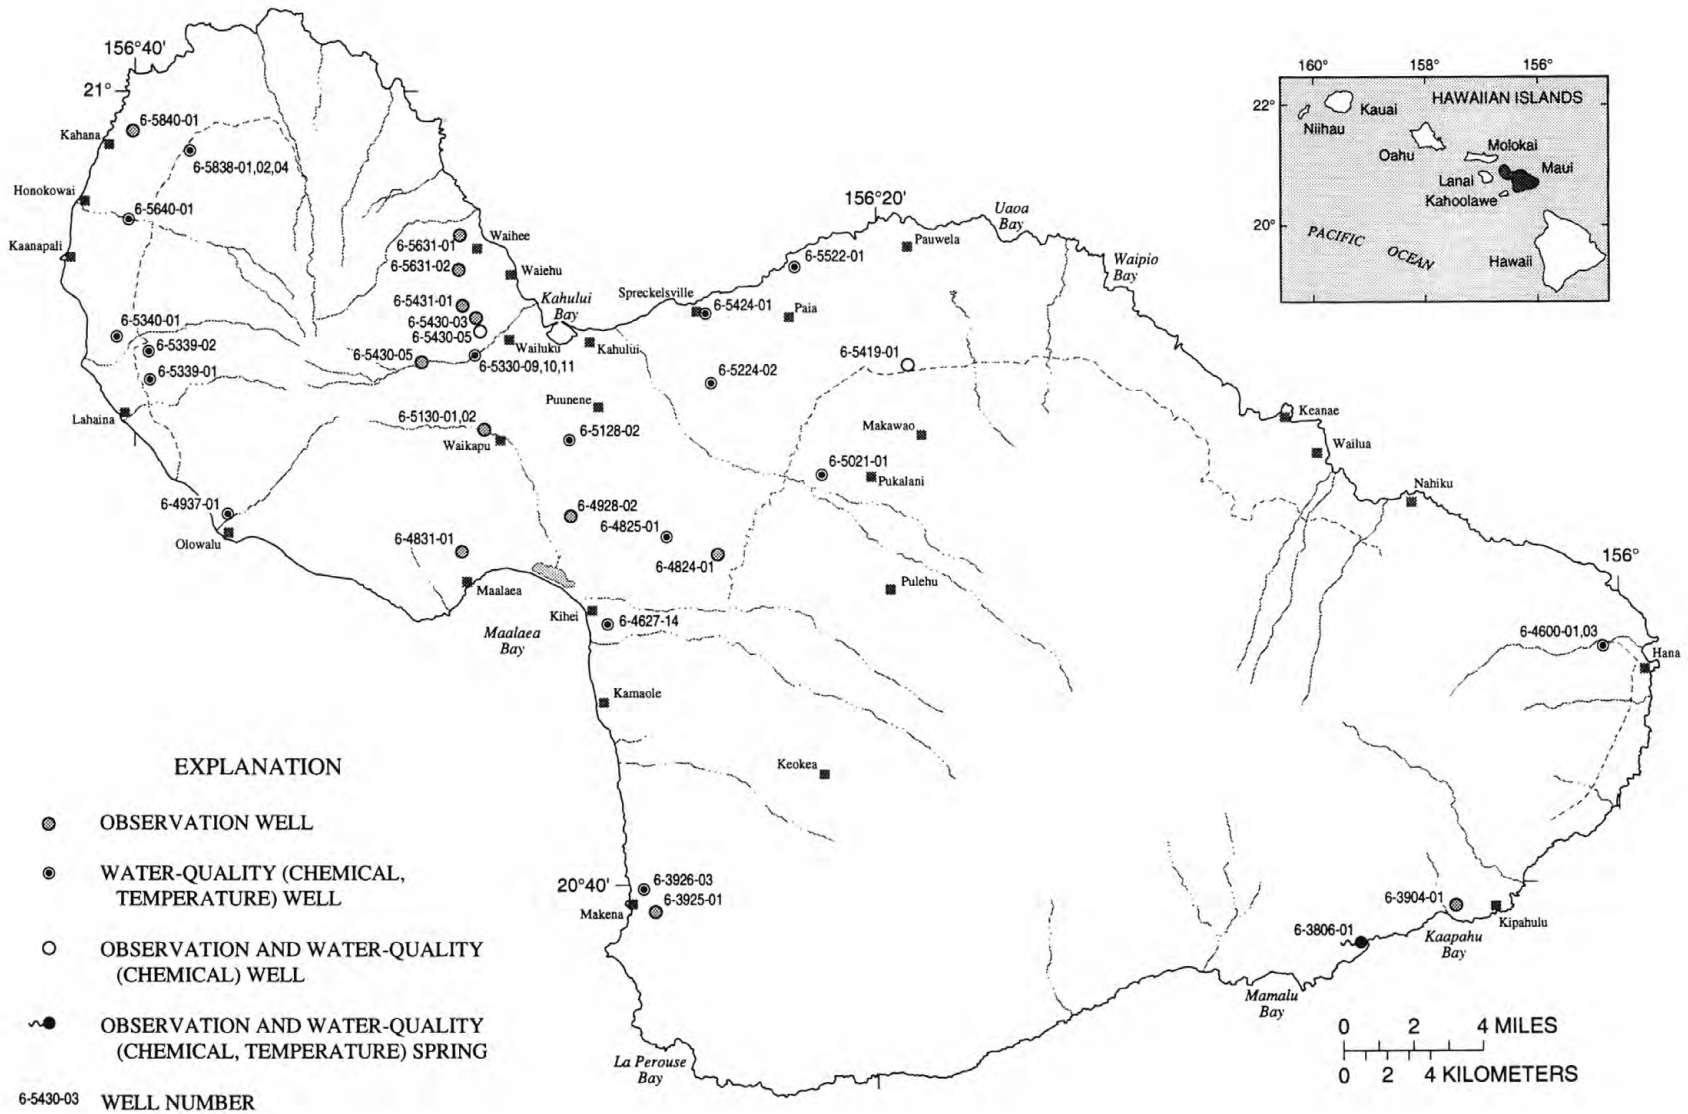 156°40'
21°
6-5840-01
Kahana
6-5838-01,02,04
Honokowai
6-5640-01
Kaanapali
6-5631-01
Waihee
6-5631-02
Waiehu
6-5431-01
Kahului
Bay
6-5430-03
6-5430-05
6-5340-01
6-5339-02
6-5430-05
Wailuku
Kahului
6-5330-09,10,11
6-5339-01
Lahaina
Puunene
6-5130-01,02
Waikapu
6-5128-02
6-4937-01
Olowalu
6-4928-02
6-4825-01
6-4831-01
6-4824-01
Maalaea
Maalaea
Bay
Kihei
6-4627-14
Kamaole
156°20'
Uaoa
Bay
Pauwela
6-5522-01
Waipio
Bay
Spreckelsville
6-5424-01
Paia
6-5419-01
6-5224-02
Makawao
6-5021-01
Pukalani
Keanae
Wailua
Nahiku
Pulehu
156°
6-4600-01,03
Hana
Keokea
20°40'
6-3926-03
6-3925-01
Makena
6-3904-01
Kipahulu
6-3806-01
Kaapahu
Bay
Mamalu
Bay
La Perouse
Bay
160° 158° 156°
22°
20°
HAWAIIAN ISLANDS
Kauai
Niihau
Oahu
Molokai
Maui
Lanai
Kahoolawe
PACIFIC OCEAN
Hawaii
EXPLANATION
OBSERVATION WELL
WATER-QUALITY (CHEMICAL,
TEMPERATURE) WELL
OBSERVATION AND WATER-QUALITY
(CHEMICAL) WELL
OBSERVATION AND WATER-QUALITY
(CHEMICAL, TEMPERATURE) SPRING
6-5430-03 WELL NUMBER
0 2 4 MILES
0 2 4 KILOMETERS